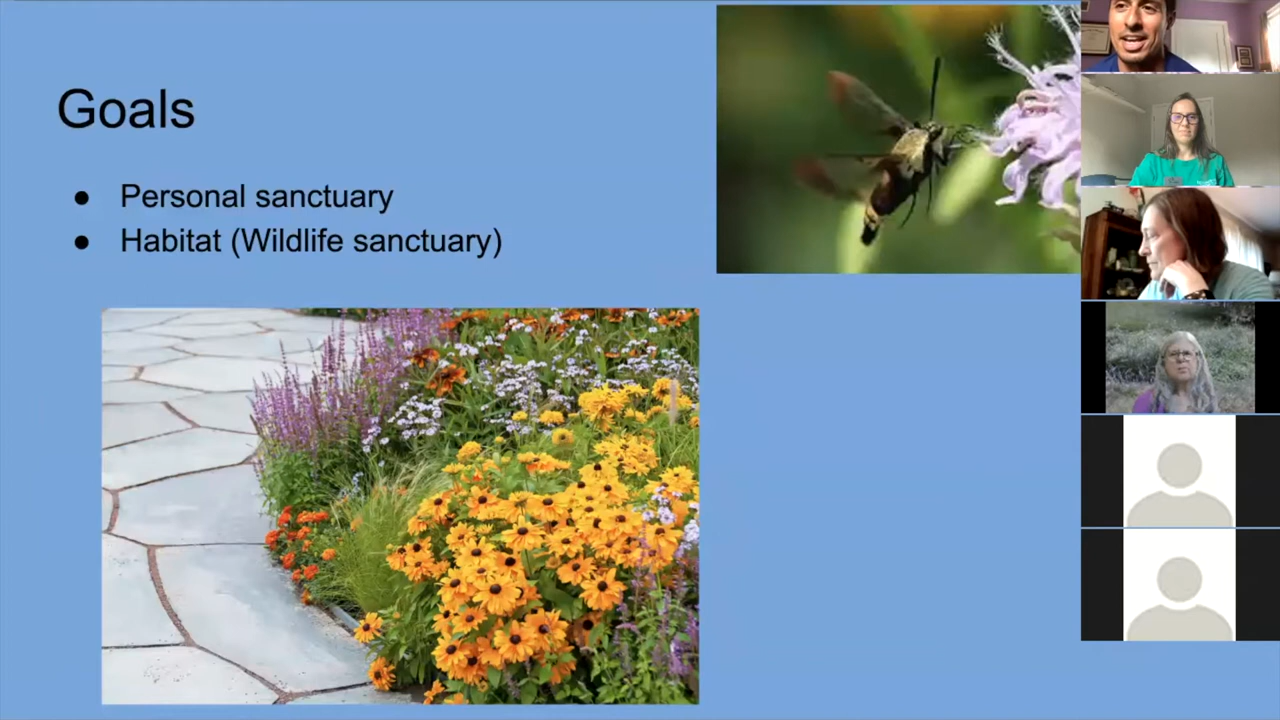 Goals
● Personal sanctuary
● Habitat (Wildlife sanctuary)